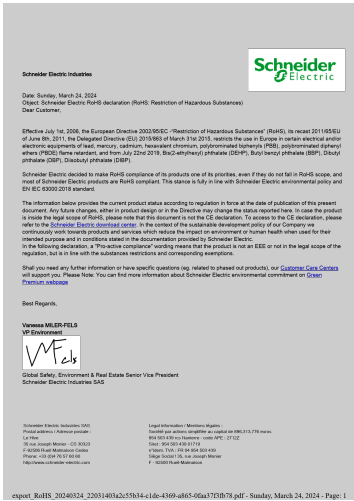 Schneider
Electric
Schneider Electric Industries
Date: Sunday, March 24, 2024
Object: Schneider Electric RoHS declaration (RoHS: Restriction of Hazardous Substances)
Dear Customer,
Effective July 1st, 2006, the European Directive 2002/95/EC -"Restriction of Hazardous Substances" (RoHS), its recast 2011/65/EU
of June 8th, 2011, the Delegated Directive (EU) 2015/863 of March 31st 2015, restricts the use in Europe in certain electrical and/or
electronic equipments of lead, mercury, cadmium, hexavalent chromium, polybrominated biphenyls (PBB), polybrominated diphenyl
ethers (PBDE) flame retardant, and from July 22nd 2019, Bis(2-ethylhexyl) phthalate (DEHP), Butyl benzyl phthalate (BBP), Dibutyl
phthalate (DBP), Diisobutyl phthalate (DIBP).
Schneider Electric decided to make RoHS compliance of its products one of its priorities, even if they do not fall in RoHS scope, and
most of Schneider Electric products are RoHS compliant. This stance is fully in line with Schneider Electric environmental policy and
EN IEC 63000:2018 standard.
The information below provides the current product status according to regulation in force at the date of publication of this present
document. Any future changes, either in product design or in the Directive may change the status reported here. In case the product
is inside the legal scope of RoHS, please note that this document is not the CE declaration. To access to the CE declaration, please
refer to the Schneider Electric download center. In the context of the sustainable development policy of our Company we
continuously work towards products and services which reduce the impact on environment or human health when used for their
intended purpose and in conditions stated in the documentation provided by Schneider Electric.
In the following declaration, a "Pro-active compliance" wording means that the product is not an EEE or not in the legal scope of the
regulation, but is in line with the substances restrictions and corresponding exemptions.
Shall you need any further information or have specific questions (eg. related to phased out products), our Customer Care Centers
will support you. Please Note: You can find more information about Schneider Electric environmental commitment on Green
Premium webpage
Best Regards,
Vanessa MILER-FELS
VP Environment
Global Safety, Environment & Real Estate Senior Vice President
Schneider Electric Industries SAS
Schneider Electric Industries SAS
Postal address / Adresse postale :
Le Hive
35 rue Joseph Monier - CS 30323
F-92506 Rueil Malmaison Cedex
Phone: +33 (0)4 76 57 60 60
http://www.schneider-electric.com
Legal information / Mentions légales :
Société par actions simplifiée au capital de 896,313,776 euros
954 503 439 rcs Nanterre - code APE : 2712Z
Siret : 954 503 439 01719
n°ident. TVA : FR 04 954 503 439
Siège Social : 35, rue Joseph Monier
F - 92500 Rueil-Malmaison
export_RoHS_20240324_22031403a2c55b34-c1de-4369-a865-0faa37f3fb78.pdf - Sunday, March 24, 2024 - Page: 1